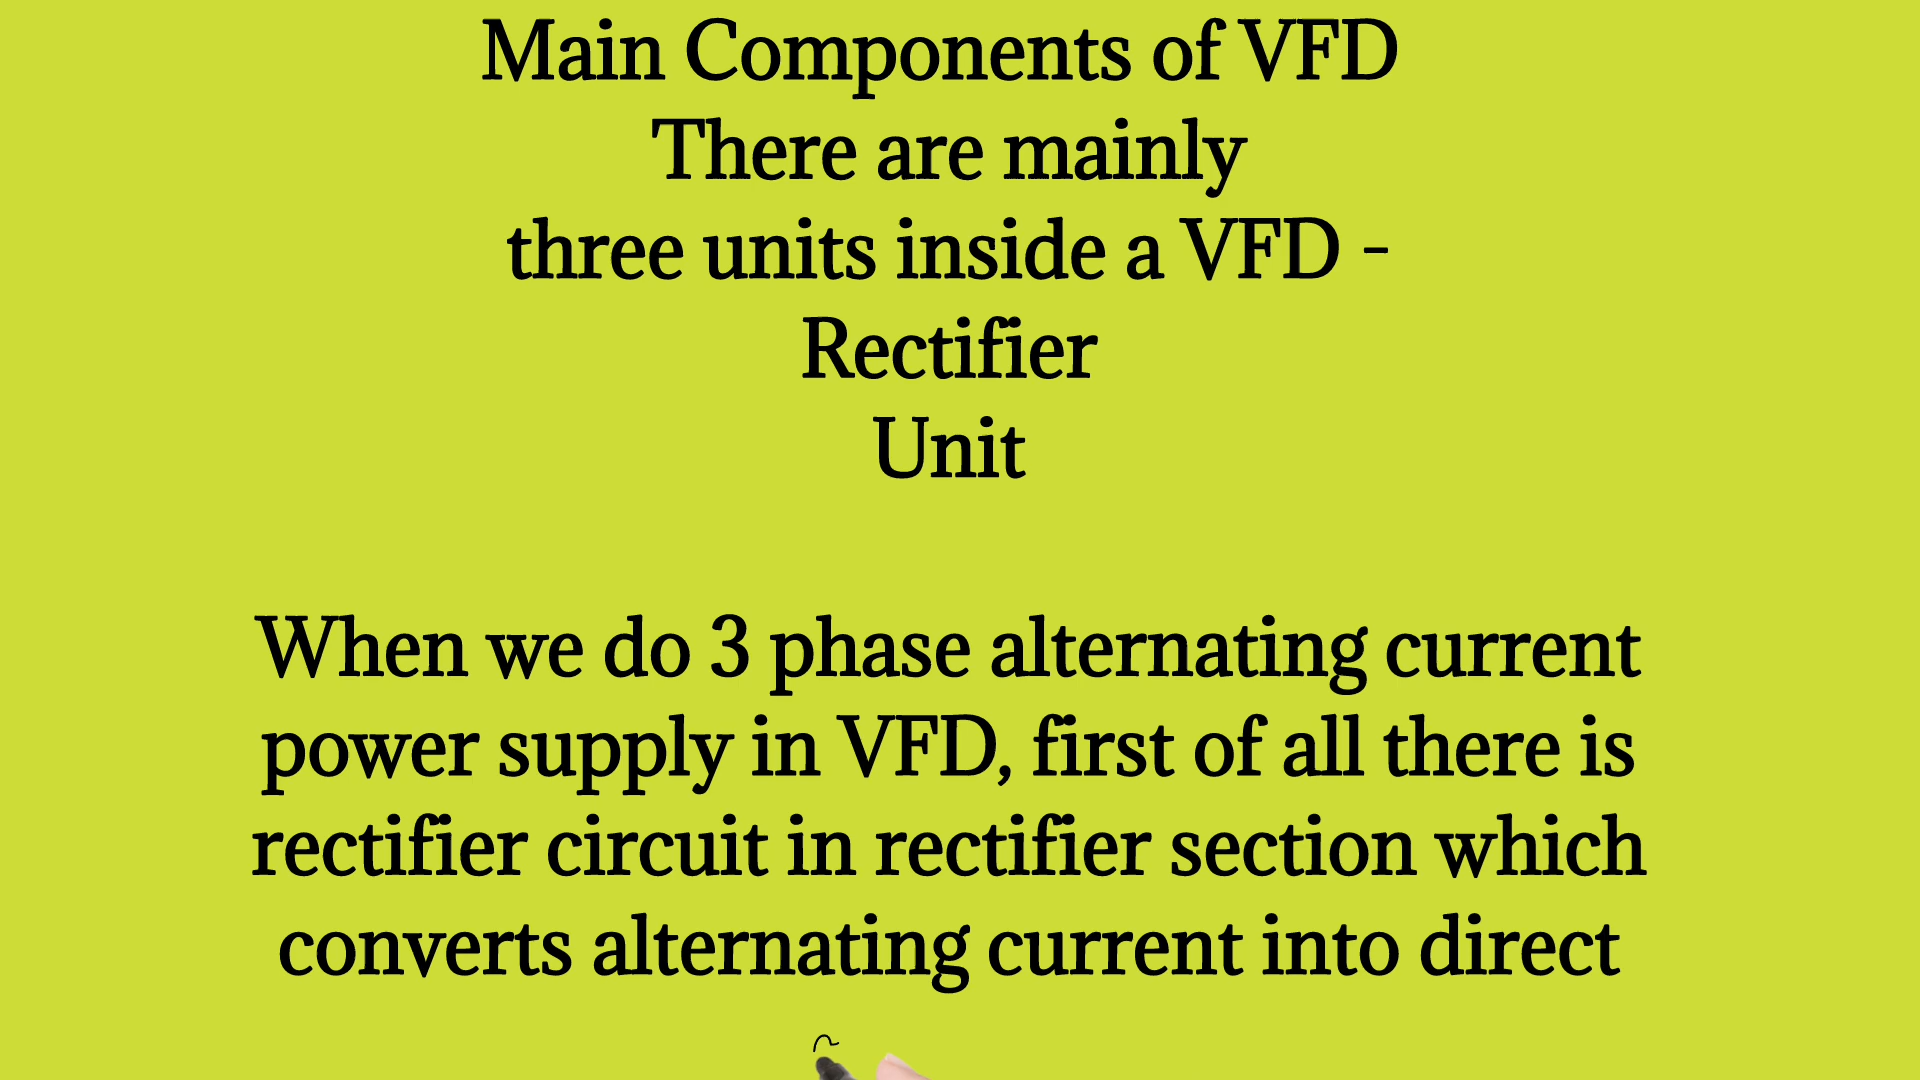 Main Components of VFD
There are mainly
three units inside a VFD -
Rectifier
Unit
When we do 3 phase alternating current
power supply in VFD, first of all there is
rectifier circuit in rectifier section which
converts alternating current into direct